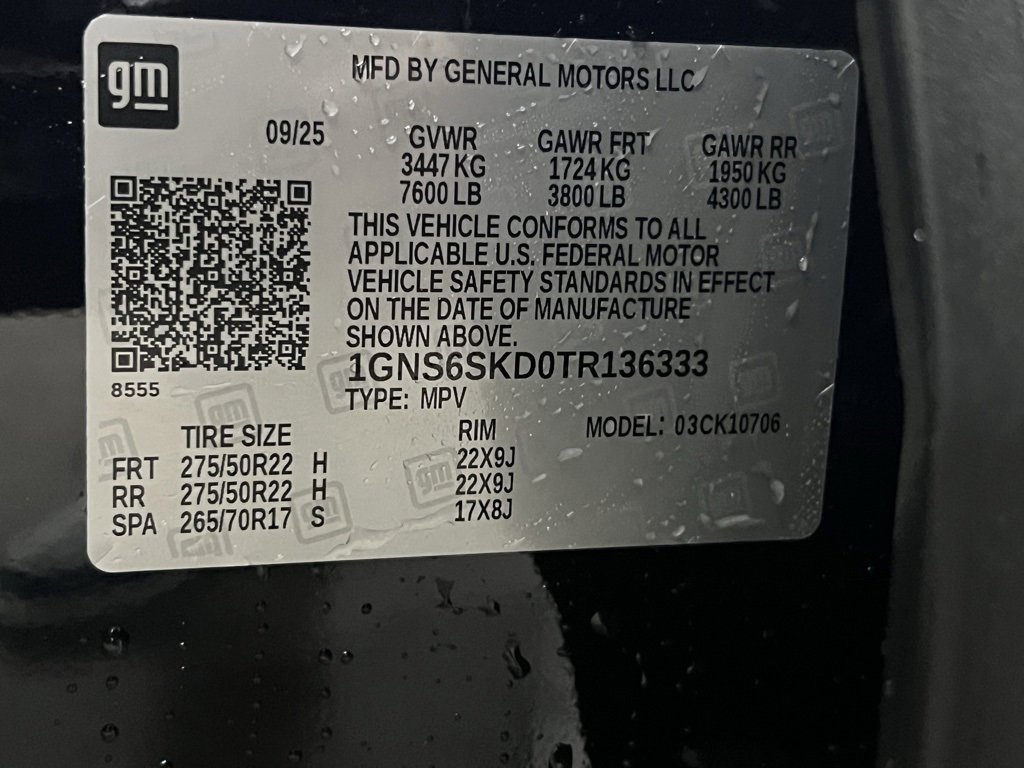 gm
MFD BY GENERAL MOTORS LLC
09/25
GVWR GAWR FRT GAWR RR
3447 KG 1724 KG 1950 KG
7600 LB 3800 LB 4300 LB
THIS VEHICLE CONFORMS TO ALL
APPLICABLE U.S. FEDERAL MOTOR
VEHICLE SAFETY STANDARDS IN EFFECT
ON THE DATE OF MANUFACTURE
SHOWN ABOVE.
1GNS6SKD0TR136333
8555
TYPE: MPV
MODEL: 03CK10706
TIRE SIZE RIM
FRT 275/50R22 H 22X9J
RR 275/50R22 H 22X9J
SPA 265/70R17 S 17X8J